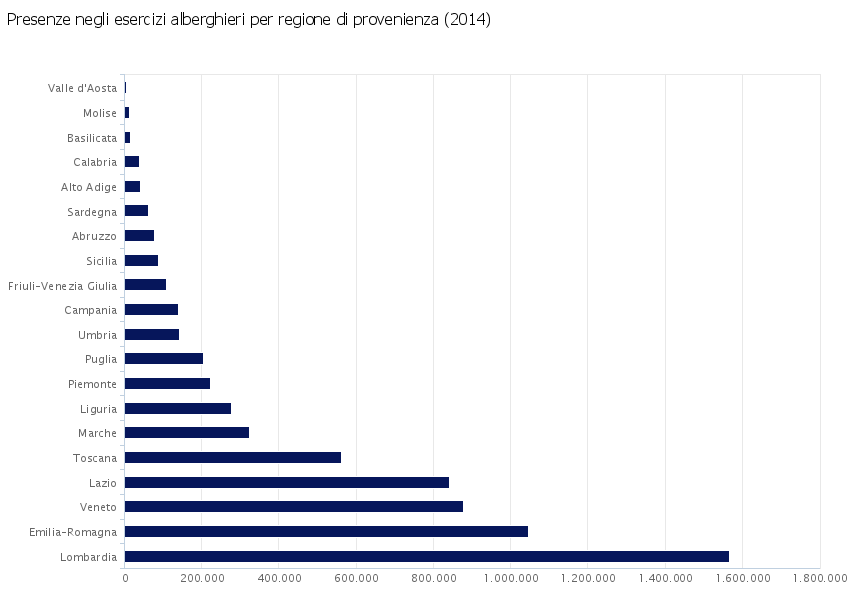 Presenze negli esercizi alberghieri per regione di provenienza (2014)
Valle d'Aosta
Molise
Basilicata
Calabria
Alto Adige
Sardegna
Abruzzo
Sicilia
Friuli-Venezia Giulia
Campania
Umbria
Puglia
Piemonte
Liguria
Marche
Toscana
Lazio
Veneto
Emilia-Romagna
Lombardia
0 200.000 400.000 600.000 800.000 1.000.000 1.200.000 1.400.000 1.600.000 1.800.000